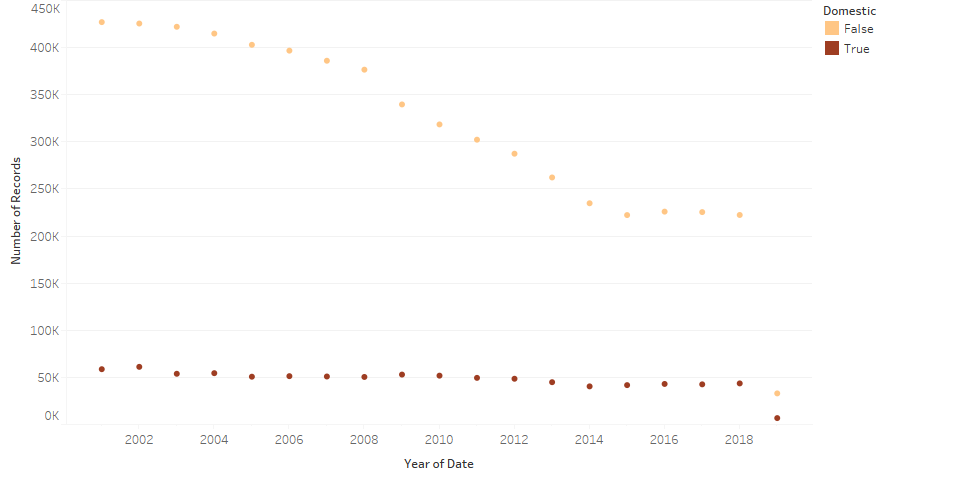 Domestic
False
True
450K
400K
350K
300K
250K
200K
150K
100K
50K
0K
Number of Records
2002 2004 2006 2008 2010 2012 2014 2016 2018
Year of Date